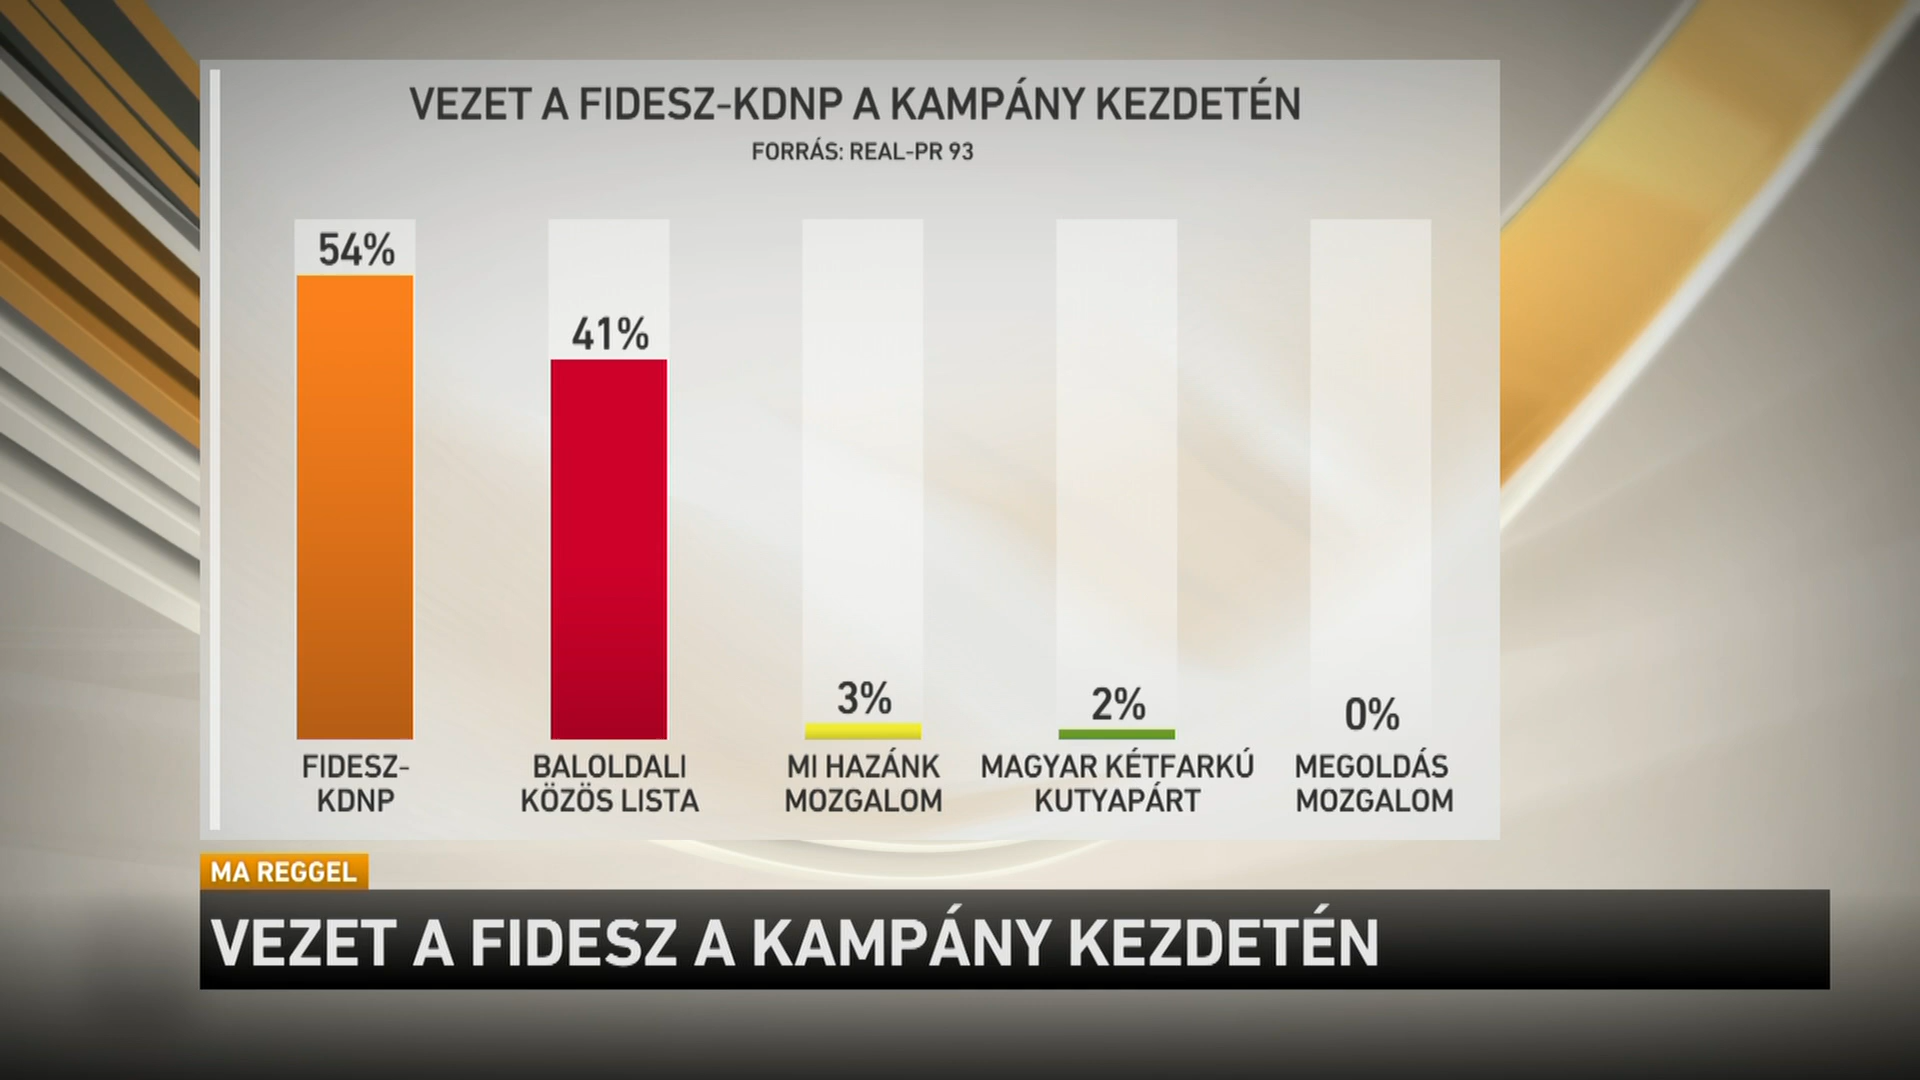 VEZET A FIDESZ-KDNP A KAMPÁNY KEZDETÉN
FORRÁS: REAL-PR 93
54%
41%
3%
2%
0%
FIDESZ-
KDNP
BALOLDALI
KÖZÖS LISTA
MI HAZÁNK
MOZGALOM
MAGYAR KÉTFARKÚ
KUTYAPÁRT
MEGOLDÁS
MOZGALOM
MA REGGEL
VEZET A FIDESZ A KAMPÁNY KEZDETÉN